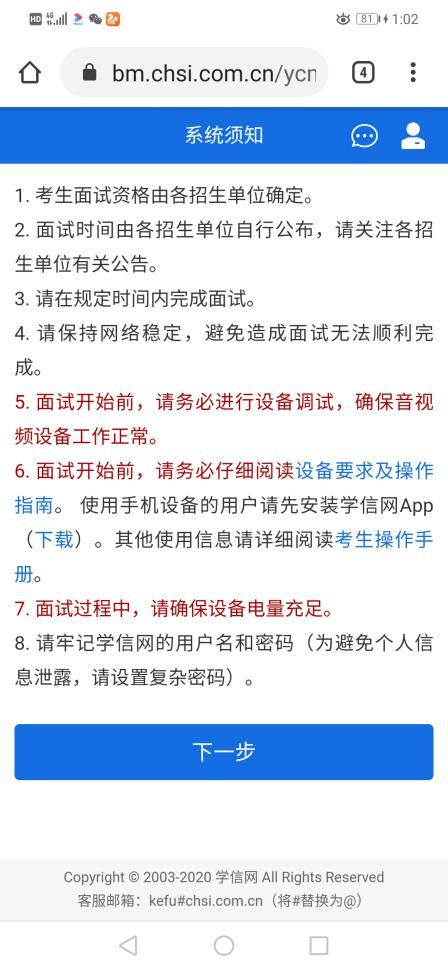 HD 4G 81 1:02
bm.chsi.com.cn/ycn
4
系统须知
1. 考生面试资格由各招生单位确定。
2. 面试时间由各招生单位自行公布，请关注各招
生单位有关公告。
3. 请在规定时间内完成面试。
4. 请保持网络稳定，避免造成面试无法顺利完
成。
5. 面试开始前，请务必进行设备调试，确保音视
频设备工作正常。
6. 面试开始前，请务必仔细阅读设备要求及操作
指南。 使用手机设备的用户请先安装学信网App
（下载）。其他使用信息请详细阅读考生操作手
册。
7. 面试过程中，请确保设备电量充足。
8. 请牢记学信网的用户名和密码（为避免个人信
息泄露，请设置复杂密码）。
下一步
Copyright © 2003-2020 学信网 All Rights Reserved
客服邮箱：kefu#chsi.com.cn（将#替换为@）